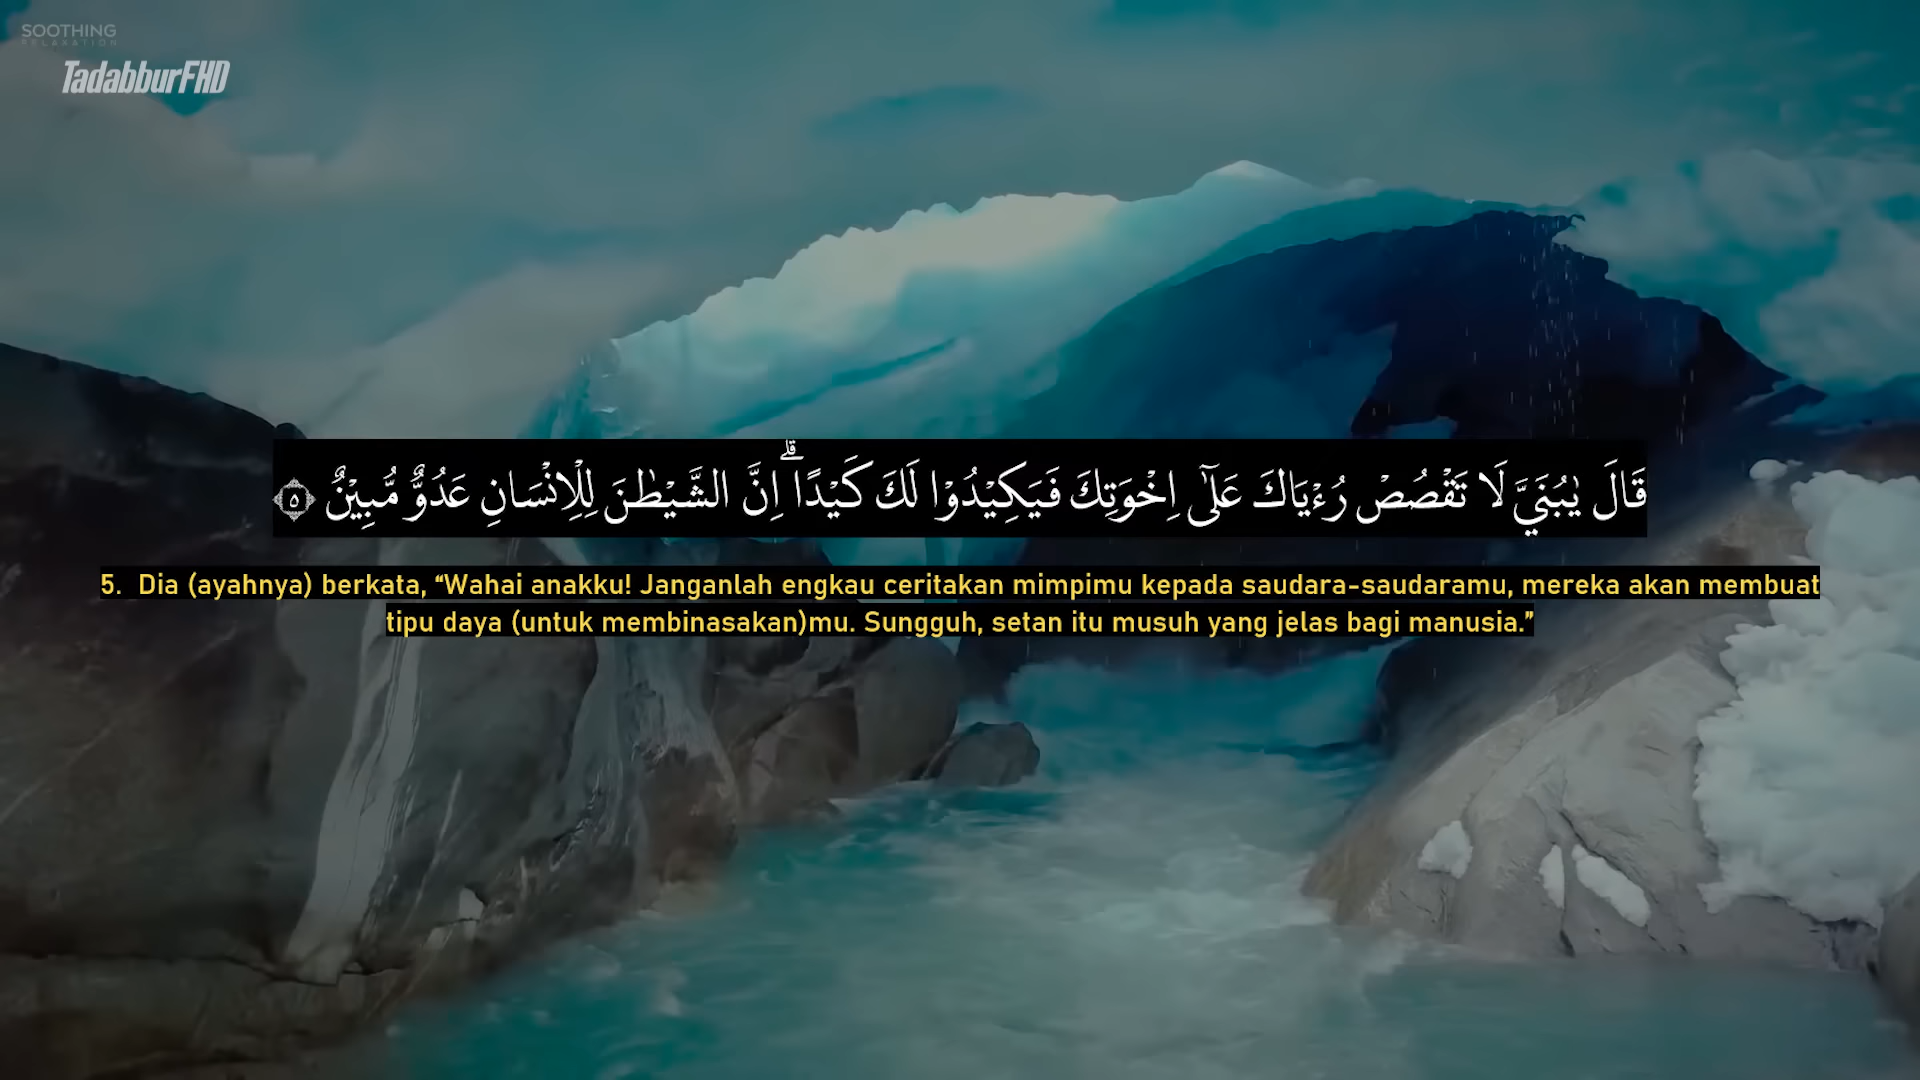 SOOTHING
RELAXATION
TadabburFHD
قَالَ يٰبُنَيَّ لَا تَقْصُصْ رُءْيَاكَ عَلٰٓى اِخْوَتِكَ فَيَكِيْدُوْا لَكَ كَيْدًا ۗاِنَّ الشَّيْطٰنَ لِلْاِنْسَانِ عَدُوٌّ مُّبِيْنٌ ۝٥
5. Dia (ayahnya) berkata, “Wahai anakku! Janganlah engkau ceritakan mimpimu kepada saudara-saudaramu, mereka akan membuat
tipu daya (untuk membinasakan)mu. Sungguh, setan itu musuh yang jelas bagi manusia.”